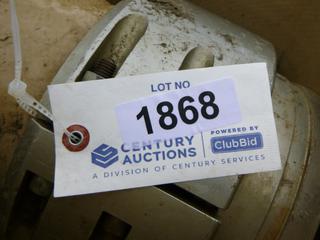 LOT NO
1868
CENTURY
AUCTIONS
POWERED BY
ClubBid
A DIVISION OF CENTURY SERVICES